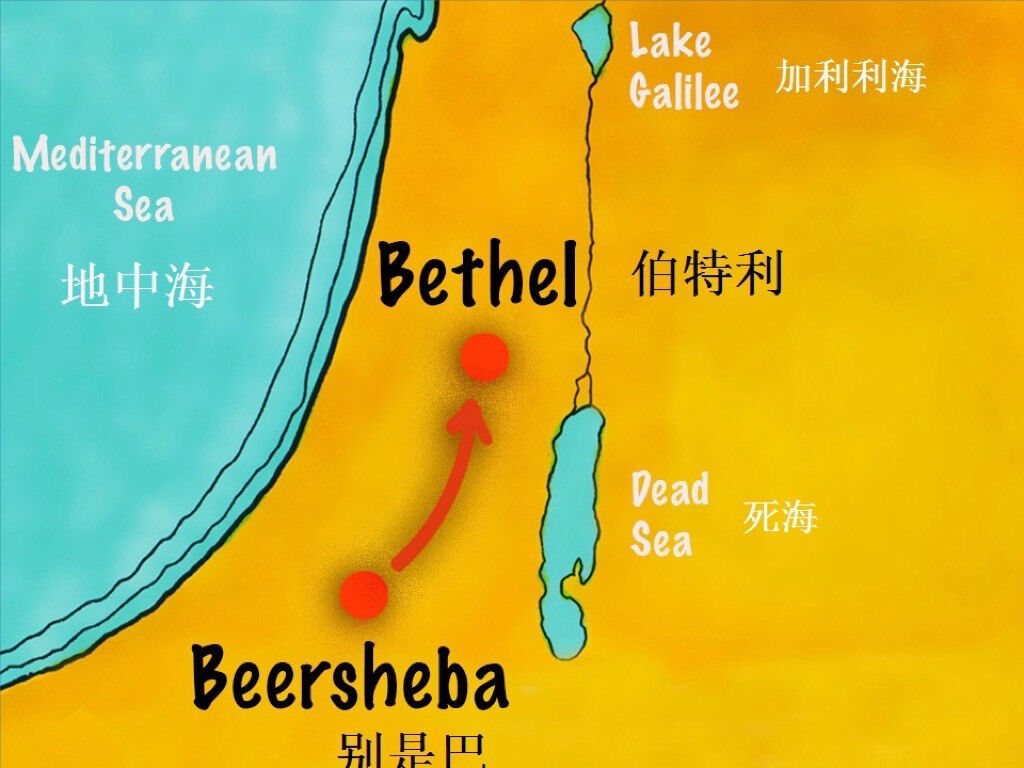 Lake
Galilee
加利利海
Mediterranean
Sea
地中海
Bethel
伯特利
Dead
Sea
死海
Beersheba
别是巴